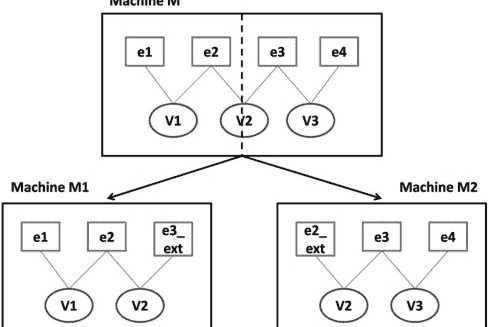 Machine M
e1 e2 e3 e4
V1 V2 V3
Machine M1 Machine M2
e1 e2 e3_ e2_ e3 e4
ext ext
V1 V2 V2 V3